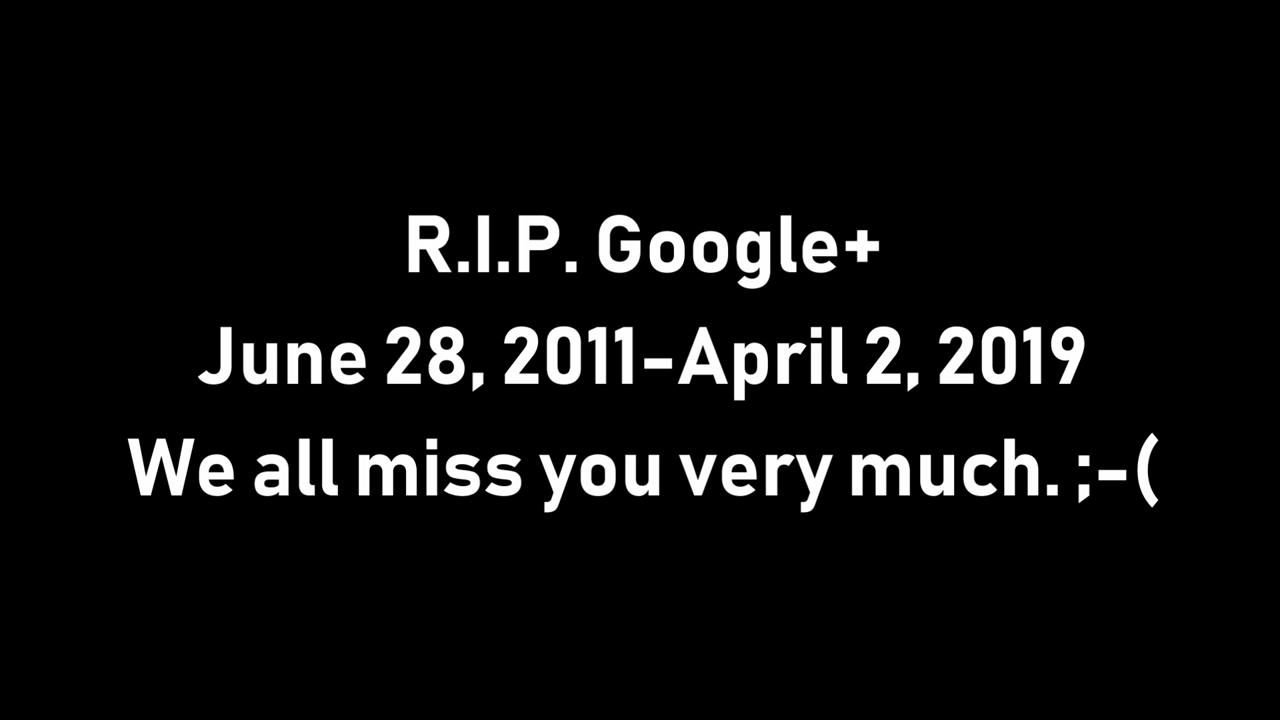 R.I.P. Google+
June 28, 2011-April 2, 2019
We all miss you very much. ;-(